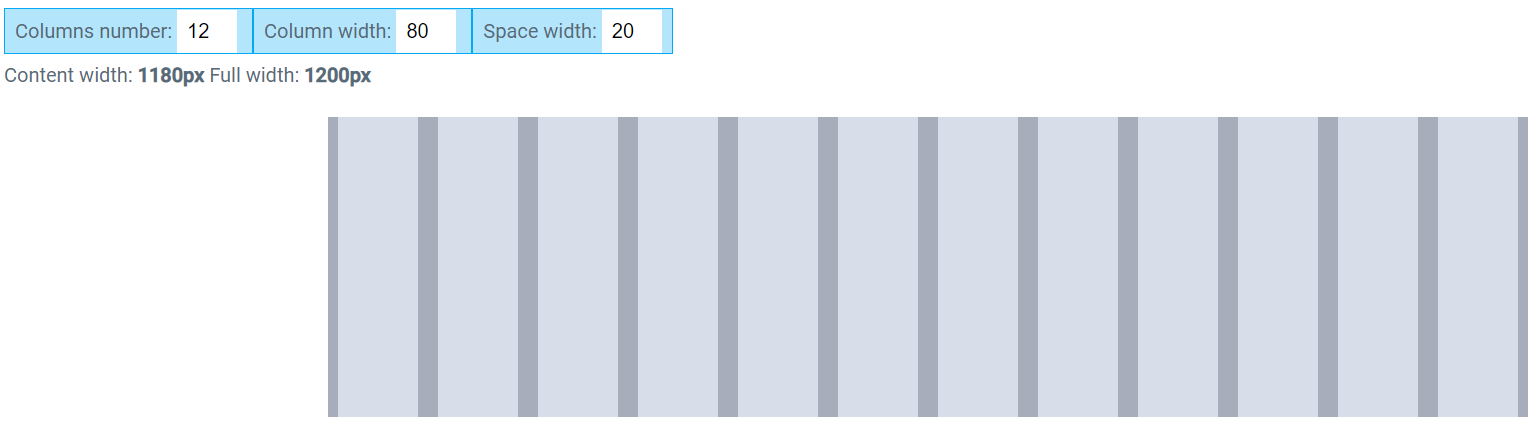 Columns number: 12 Column width: 80 Space width: 20
Content width: 1180px Full width: 1200px